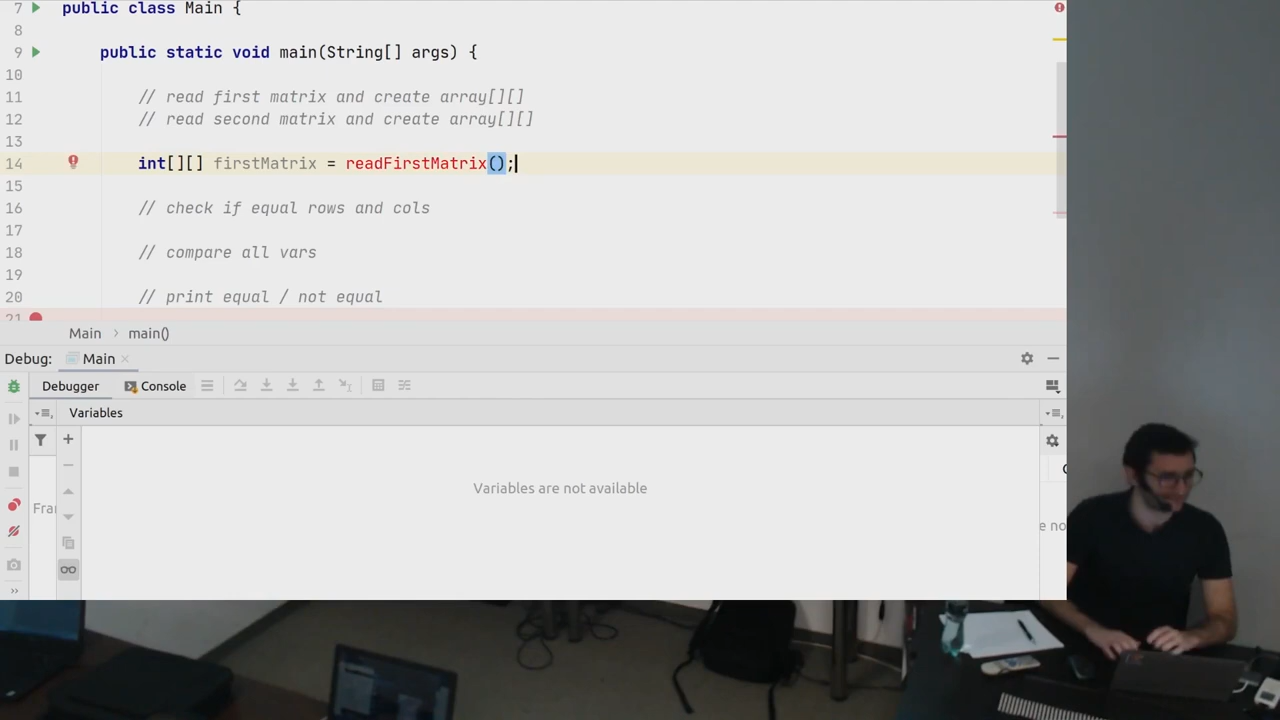 7 public class Main {
8
9 public static void main(String[] args) {
10
11 // read first matrix and create array[][]
12 // read second matrix and create array[][]
13
14 int[][] firstMatrix = readFirstMatrix();
15
16 // check if equal rows and cols
17
18 // compare all vars
19
20 // print equal / not equal
21
Main > main()
Debug: Main
Debugger Console
Variables
Fra
Variables are not available
e no